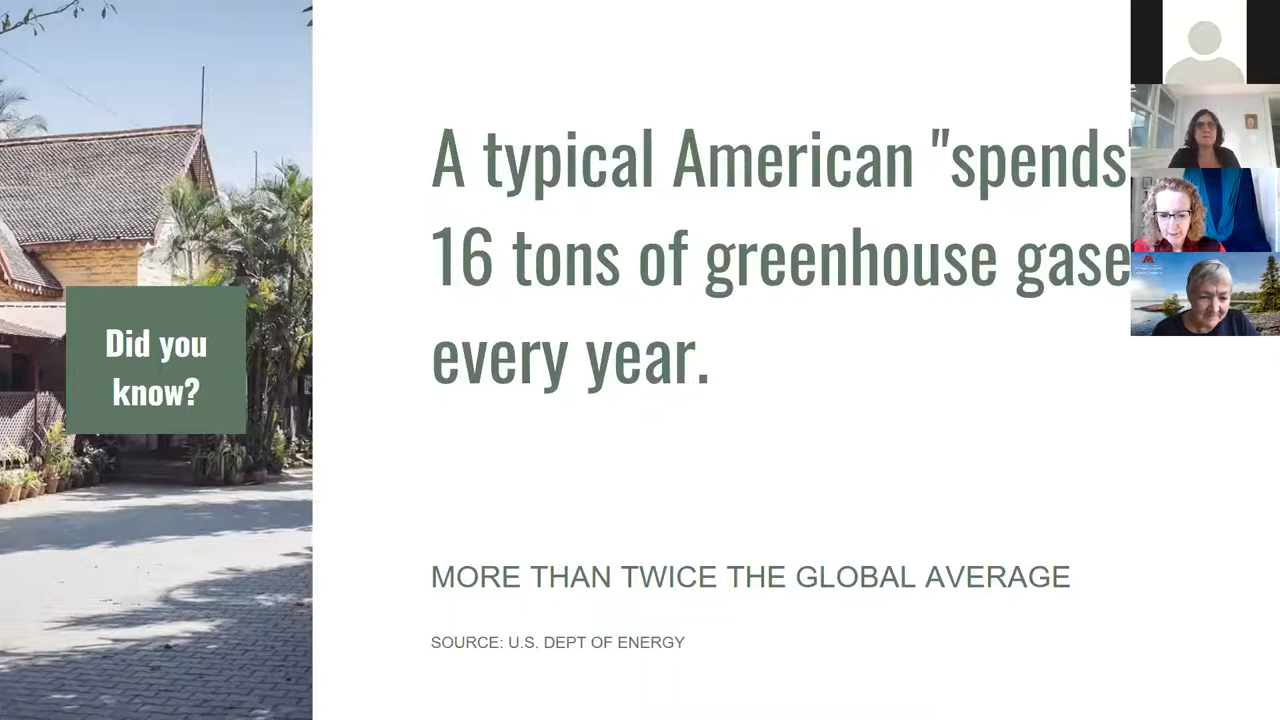 Did you
know?
A typical American "spends
16 tons of greenhouse gase
every year.
MORE THAN TWICE THE GLOBAL AVERAGE
SOURCE: U.S. DEPT OF ENERGY